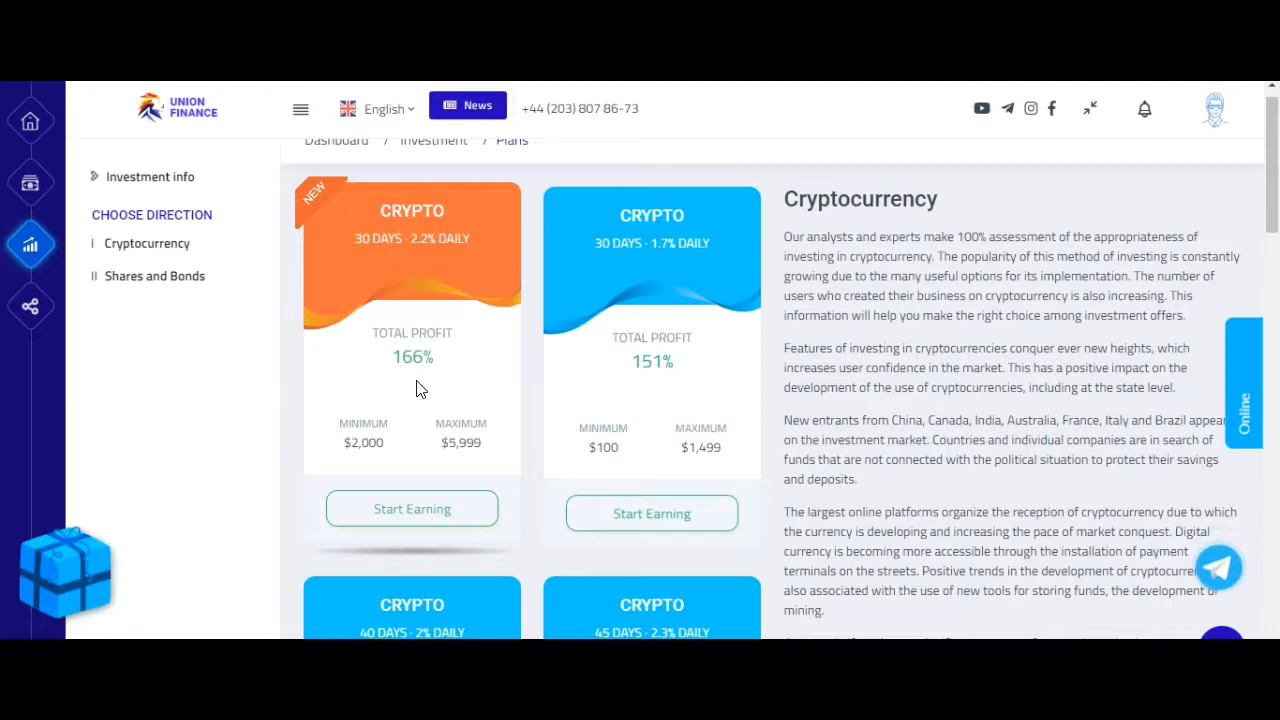 UNION
FINANCE
English
News
+44 (203) 807 86-73
Dashboard / Investment / Plans
Investment info
CHOOSE DIRECTION
I Cryptocurrency
II Shares and Bonds
NEW
CRYPTO
30 DAYS · 2.2% DAILY
TOTAL PROFIT
166%
MINIMUM MAXIMUM
$2,000 $5,999
Start Earning
CRYPTO
30 DAYS · 1.7% DAILY
TOTAL PROFIT
151%
MINIMUM MAXIMUM
$100 $1,499
Start Earning
CRYPTO
40 DAYS · 2% DAILY
CRYPTO
45 DAYS · 2.3% DAILY
Cryptocurrency
Our analysts and experts make 100% assessment of the appropriateness of
investing in cryptocurrency. The popularity of this method of investing is constantly
growing due to the many useful options for its implementation. The number of
users who created their business on cryptocurrency is also increasing. This
information will help you make the right choice among investment offers.
Features of investing in cryptocurrencies conquer ever new heights, which
increases user confidence in the market. This has a positive impact on the
development of the use of cryptocurrencies, including at the state level.
New entrants from China, Canada, India, Australia, France, Italy and Brazil appear
on the investment market. Countries and individual companies are in search of
funds that are not connected with the political situation to protect their savings
and deposits.
The largest online platforms organize the reception of cryptocurrency due to which
the currency is developing and increasing the pace of market conquest. Digital
currency is becoming more accessible through the installation of payment
terminals on the streets. Positive trends in the development of cryptocurren
also associated with the use of new tools for storing funds, the development of
mining.
Online